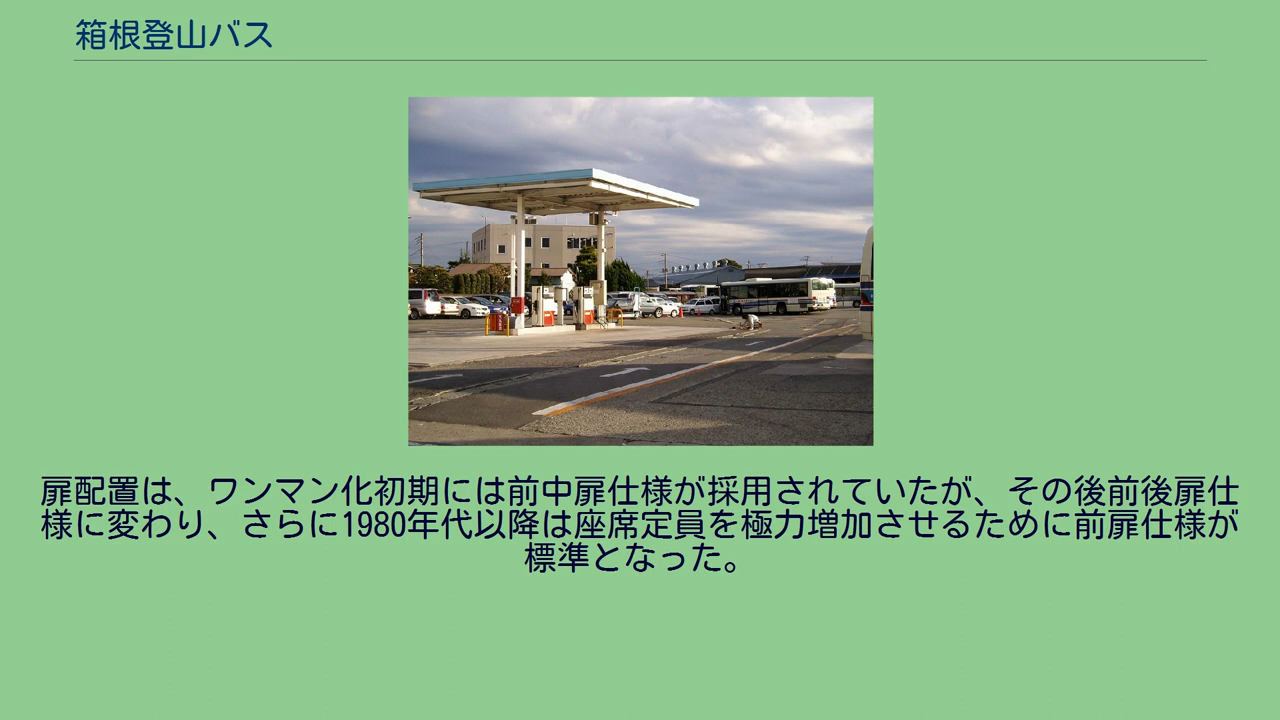 箱根登山バス
扉配置は、ワンマン化初期には前中扉仕様が採用されていたが、その後前後扉仕
様に変わり、さらに1980年代以降は座席定員を極力増加させるために前扉仕様が
標準となった。